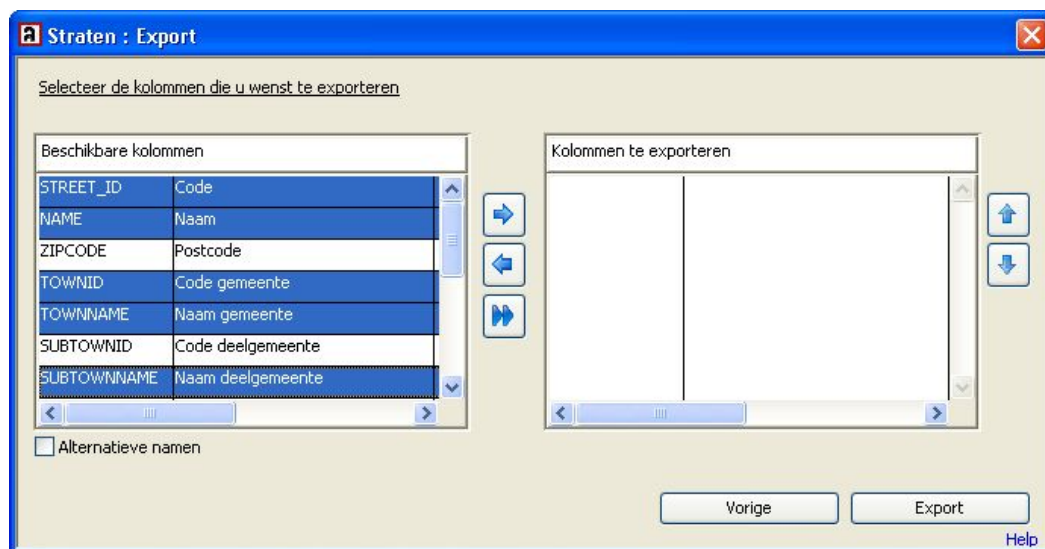 Straten : Export
Selecteer de kolommen die u wenst te exporteren
Beschikbare kolommen
STREET_ID Code
NAME Naam
ZIPCODE Postcode
TOWNID Code gemeente
TOWNNAME Naam gemeente
SUBTOWNID Code deelgemeente
SUBTOWNNAME Naam deelgemeente
Alternatieve namen
Kolommen te exporteren
Vorige
Export
Help